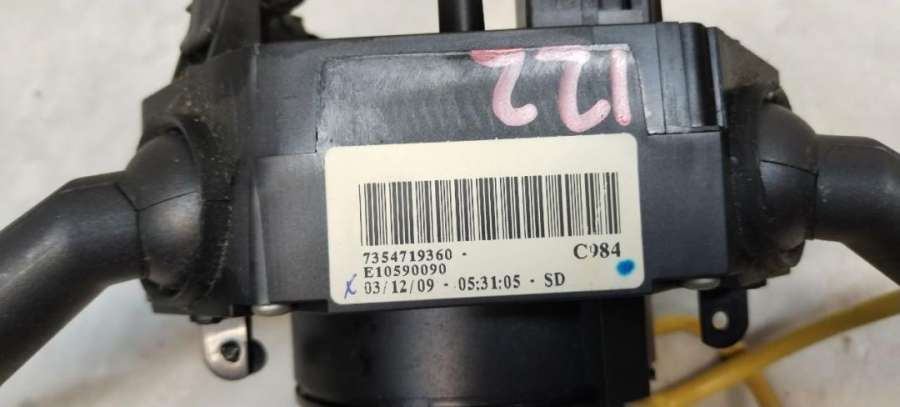 122
7354719360 - C984
E10590090
x 03/12/09 - 05:31:05 - SD